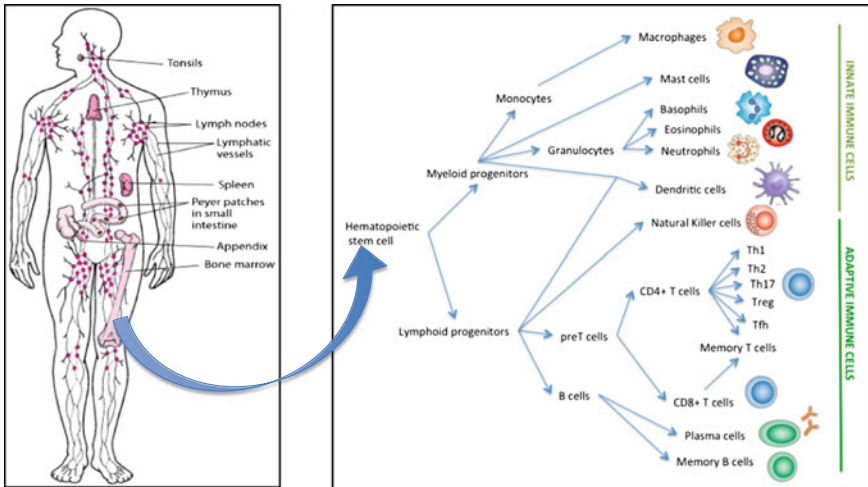 Tonsils
Thymus
Lymph nodes
Lymphatic
vessels
Spleen
Peyer patches
in small
intestine
Appendix
Bone marrow
Hematopoietic
stem cell
Myeloid progenitors
Lymphoid progenitors
Monocytes
Granulocytes
preT cells
B cells
CD4+ T cells
CD8+ T cells
Macrophages
Mast cells
Basophils
Eosinophils
Neutrophils
Dendritic cells
Natural Killer cells
Th1
Th2
Th17
Treg
Tfh
Memory T cells
Plasma cells
Memory B cells
INNATE IMMUNE CELLS
ADAPTIVE IMMUNE CELLS